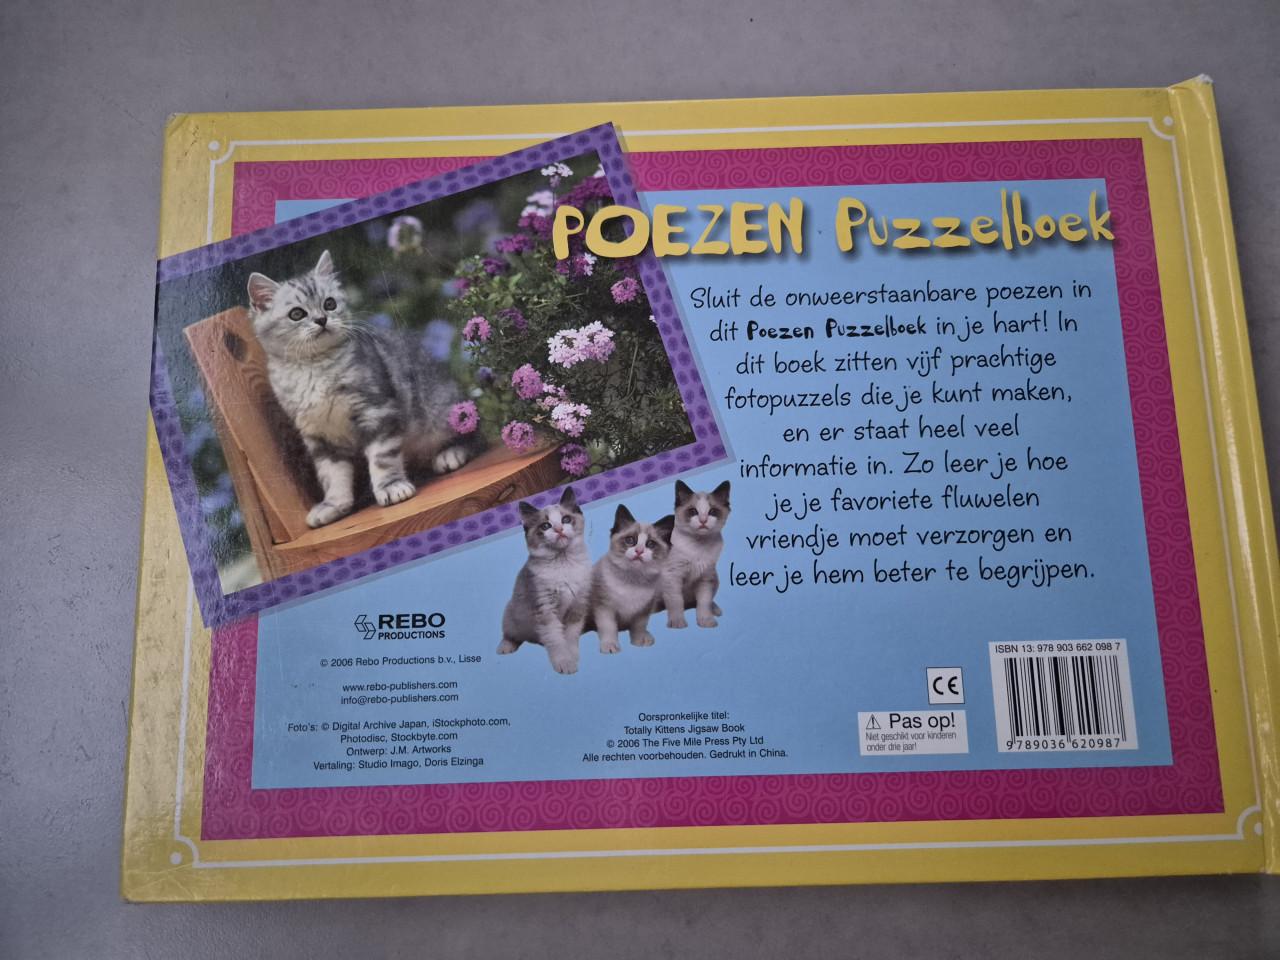 POEZEN Puzzelboek
Sluit de onweerstaanbare poezen in
dit Poezen Puzzelboek in je hart! In
dit boek zitten vijf prachtige
fotopuzzels die je kunt maken,
en er staat heel veel
informatie in. Zo leer je hoe
je je favoriete fluwelen
vriendje moet verzorgen en
leer je hem beter te begrijpen.
REBO
PRODUCTIONS
© 2006 Rebo Productions b.v., Lisse
www.rebo-publishers.com
info@rebo-publishers.com
Foto's: © Digital Archive Japan, iStockphoto.com,
Photodisc, Stockbyte.com
Ontwerp: J.M. Artworks
Vertaling: Studio Imago, Doris Elzinga
Oorspronkelijke titel:
Totally Kittens Jigsaw Book
© 2006 The Five Mile Press Pty Ltd
Alle rechten voorbehouden. Gedrukt in China.
CE
Pas op!
Niet geschikt voor kinderen
onder drie jaar!
ISBN 13: 978 903 662 098 7
9 789036 620987